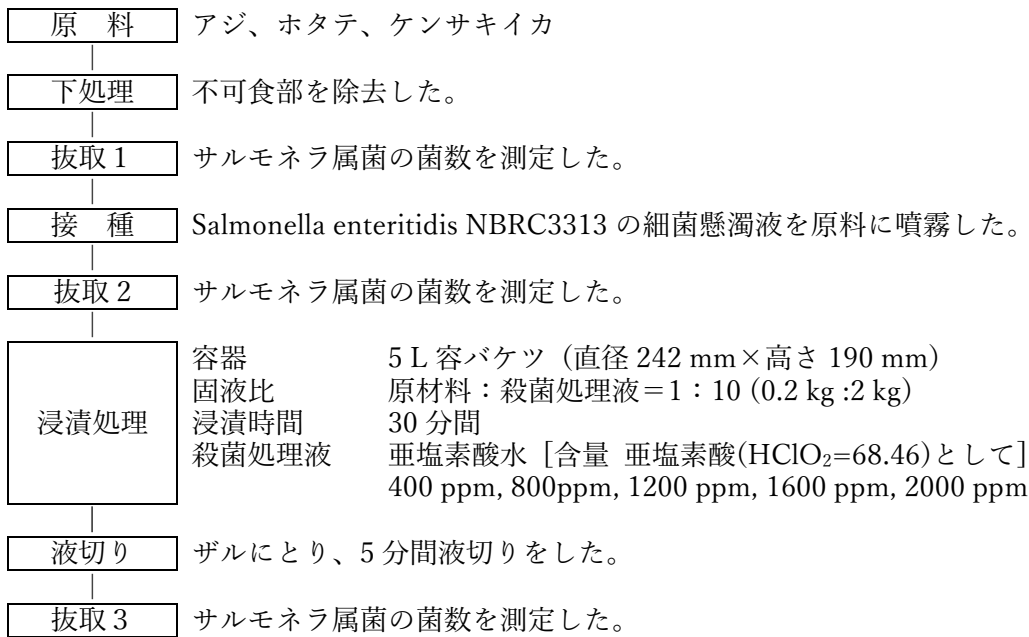 原　料　アジ、ホタテ、ケンサキイカ
下処理　不可食部を除去した。
抜取１　サルモネラ属菌の菌数を測定した。
接　種　Salmonella enteritidis NBRC3313 の細菌懸濁液を原料に噴霧した。
抜取２　サルモネラ属菌の菌数を測定した。
容器　5 L 容バケツ（直径 242 mm×高さ 190 mm）
固液比　原材料：殺菌処理液＝1：10 (0.2 kg :2 kg)
浸漬処理　浸漬時間　30 分間
殺菌処理液　亜塩素酸水［含量 亜塩素酸(HClO₂=68.46)として］
400 ppm, 800ppm, 1200 ppm, 1600 ppm, 2000 ppm
液切り　ザルにとり、5 分間液切りをした。
抜取３　サルモネラ属菌の菌数を測定した。